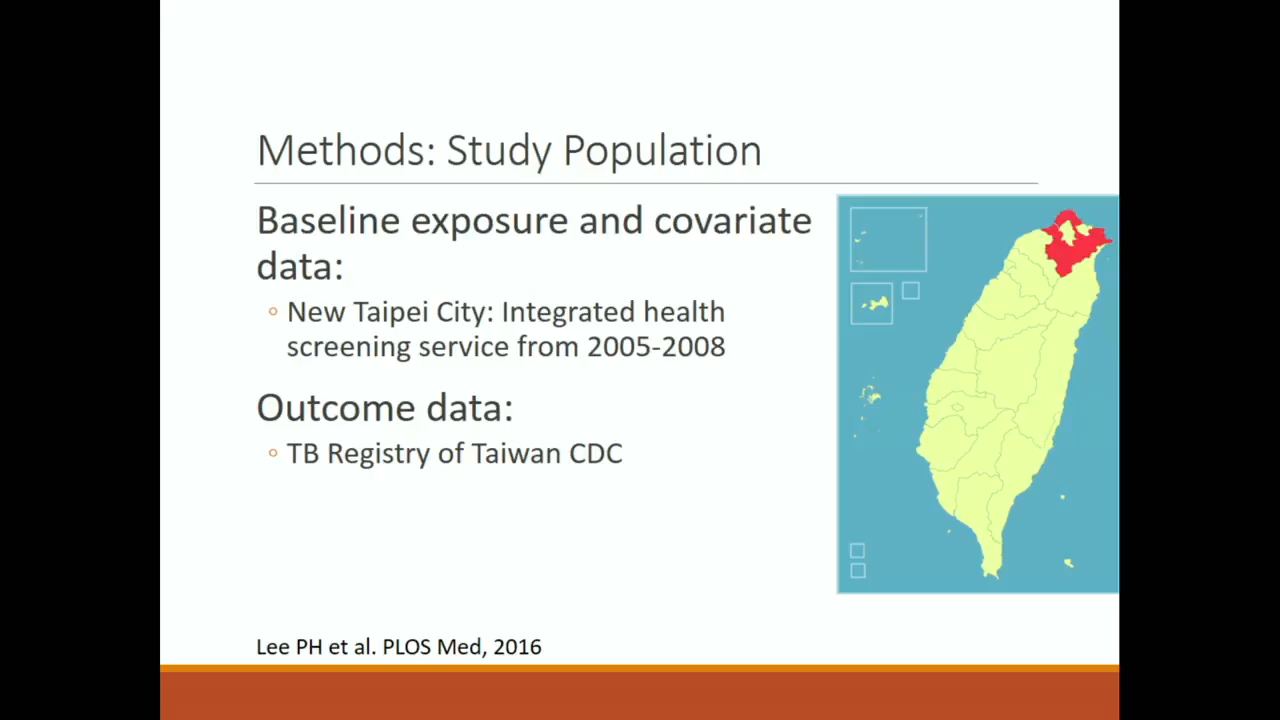 Methods: Study Population
Baseline exposure and covariate
data:
◦ New Taipei City: Integrated health
screening service from 2005-2008
Outcome data:
◦ TB Registry of Taiwan CDC
Lee PH et al. PLOS Med, 2016